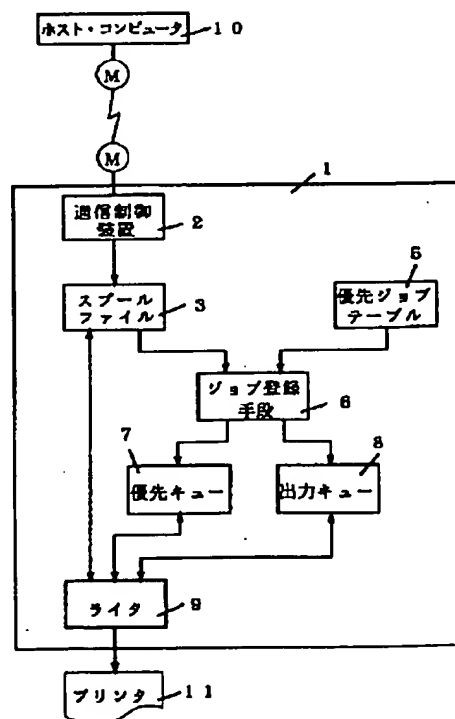 ホスト・コンピュータ
10
M
M
1
通信制御
装置
2
スプール
ファイル
3
5
優先ジョブ
テーブル
ジョブ登録
手段
6
7
優先キュー
8
出力キュー
ライタ
9
プリンタ
11